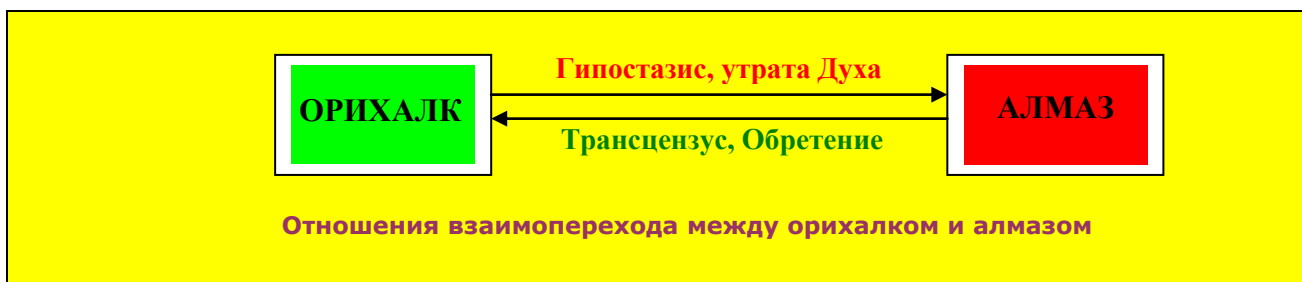 Гипостазис, утрата Духа
ОРИХАЛК
АЛМАЗ
Трансцензус, Обретение
Отношения взаимоперехода между орихалком и алмазом